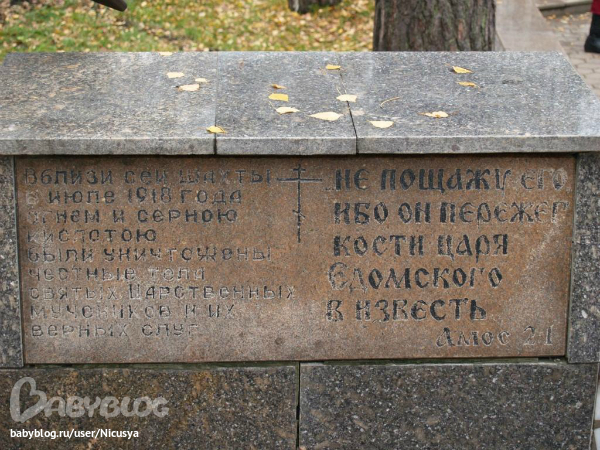 Вблизи сей шахты
в июле 1918 года
огнем и серною
кислотою
были уничтожены
честные тела
святых Царственных
мучеников и их
верных слуг.
Не пощажу его
ибо он пережег
кости царя
Едомского
в известь.
Амос 2-1
BABYBLOG
babyblog.ru/user/Nicusya